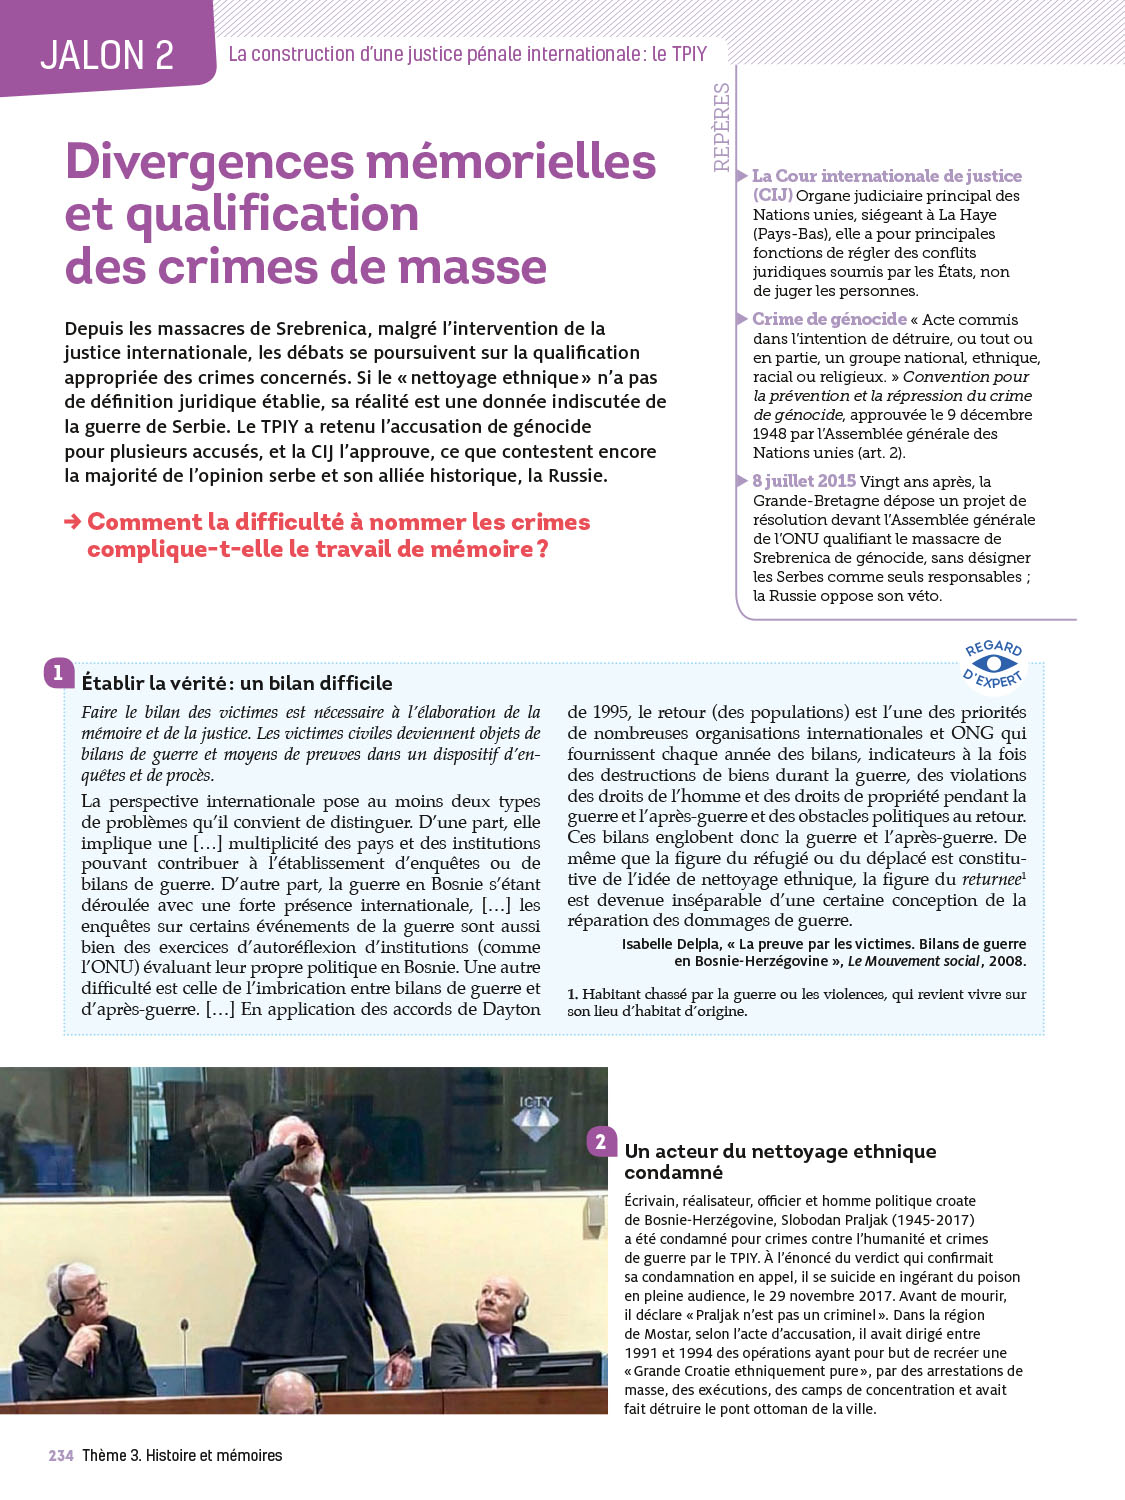 JALON 2
La construction d'une justice pénale internationale : le TPIY
Divergences mémorielles
et qualification
des crimes de masse
Depuis les massacres de Srebrenica, malgré l'intervention de la
justice internationale, les débats se poursuivent sur la qualification
appropriée des crimes concernés. Si le « nettoyage ethnique » n'a pas
de définition juridique établie, sa réalité est une donnée indiscutée de
la guerre de Serbie. Le TPIY a retenu l'accusation de génocide
pour plusieurs accusés, et la CIJ l'approuve, ce que contestent encore
la majorité de l'opinion serbe et son alliée historique, la Russie.
→ Comment la difficulté à nommer les crimes
complique-t-elle le travail de mémoire ?
REPÈRES
▶ La Cour internationale de justice
(CIJ) Organe judiciaire principal des
Nations unies, siégeant à La Haye
(Pays-Bas), elle a pour principales
fonctions de régler des conflits
juridiques soumis par les États, non
de juger les personnes.
▶ Crime de génocide « Acte commis
dans l'intention de détruire, ou tout ou
en partie, un groupe national, ethnique,
racial ou religieux. » Convention pour
la prévention et la répression du crime
de génocide, approuvée le 9 décembre
1948 par l'Assemblée générale des
Nations unies (art. 2).
▶ 8 juillet 2015 Vingt ans après, la
Grande-Bretagne dépose un projet de
résolution devant l'Assemblée générale
de l'ONU qualifiant le massacre de
Srebrenica de génocide, sans désigner
les Serbes comme seuls responsables ;
la Russie oppose son véto.
REGARD
D'EXPERT
1
Établir la vérité : un bilan difficile
Faire le bilan des victimes est nécessaire à l'élaboration de la
mémoire et de la justice. Les victimes civiles deviennent objets de
bilans de guerre et moyens de preuves dans un dispositif d'en-
quêtes et de procès.
La perspective internationale pose au moins deux types
de problèmes qu'il convient de distinguer. D'une part, elle
implique une […] multiplicité des pays et des institutions
pouvant contribuer à l'établissement d'enquêtes ou de
bilans de guerre. D'autre part, la guerre en Bosnie s'étant
déroulée avec une forte présence internationale, […] les
enquêtes sur certains événements de la guerre sont aussi
bien des exercices d'autoréflexion d'institutions (comme
l'ONU) évaluant leur propre politique en Bosnie. Une autre
difficulté est celle de l'imbrication entre bilans de guerre et
d'après-guerre. […] En application des accords de Dayton
de 1995, le retour (des populations) est l'une des priorités
de nombreuses organisations internationales et ONG qui
fournissent chaque année des bilans, indicateurs à la fois
des destructions de biens durant la guerre, des violations
des droits de l'homme et des droits de propriété pendant la
guerre et l'après-guerre et des obstacles politiques au retour.
Ces bilans englobent donc la guerre et l'après-guerre. De
même que la figure du réfugié ou du déplacé est constitu-
tive de l'idée de nettoyage ethnique, la figure du returnee¹
est devenue inséparable d'une certaine conception de la
réparation des dommages de guerre.
Isabelle Delpla, « La preuve par les victimes. Bilans de guerre
en Bosnie-Herzégovine », Le Mouvement social, 2008.
1. Habitant chassé par la guerre ou les violences, qui revient vivre sur
son lieu d'habitat d'origine.
ICTY
2
Un acteur du nettoyage ethnique
condamné
Écrivain, réalisateur, officier et homme politique croate
de Bosnie-Herzégovine, Slobodan Praljak (1945-2017)
a été condamné pour crimes contre l'humanité et crimes
de guerre par le TPIY. À l'énoncé du verdict qui confirmait
sa condamnation en appel, il se suicide en ingérant du poison
en pleine audience, le 29 novembre 2017. Avant de mourir,
il déclare « Praljak n'est pas un criminel ». Dans la région
de Mostar, selon l'acte d'accusation, il avait dirigé entre
1991 et 1994 des opérations ayant pour but de recréer une
« Grande Croatie ethniquement pure », par des arrestations de
masse, des exécutions, des camps de concentration et avait
fait détruire le pont ottoman de la ville.
234 Thème 3. Histoire et mémoires